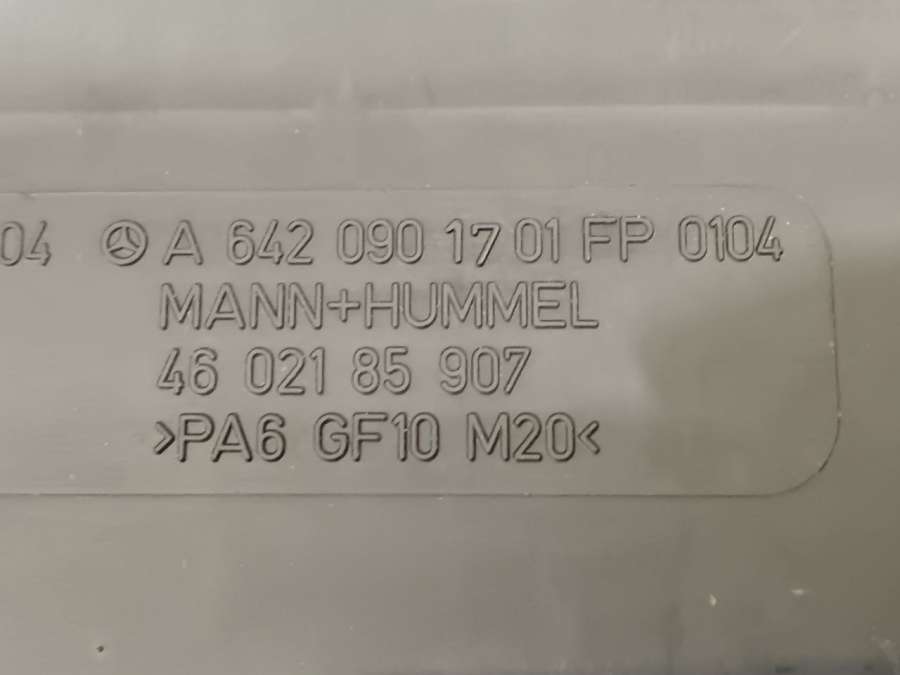 04 A 642 090 17 01 FP 0104
MANN+HUMMEL
46 021 85 907
>PA6 GF10 M20<